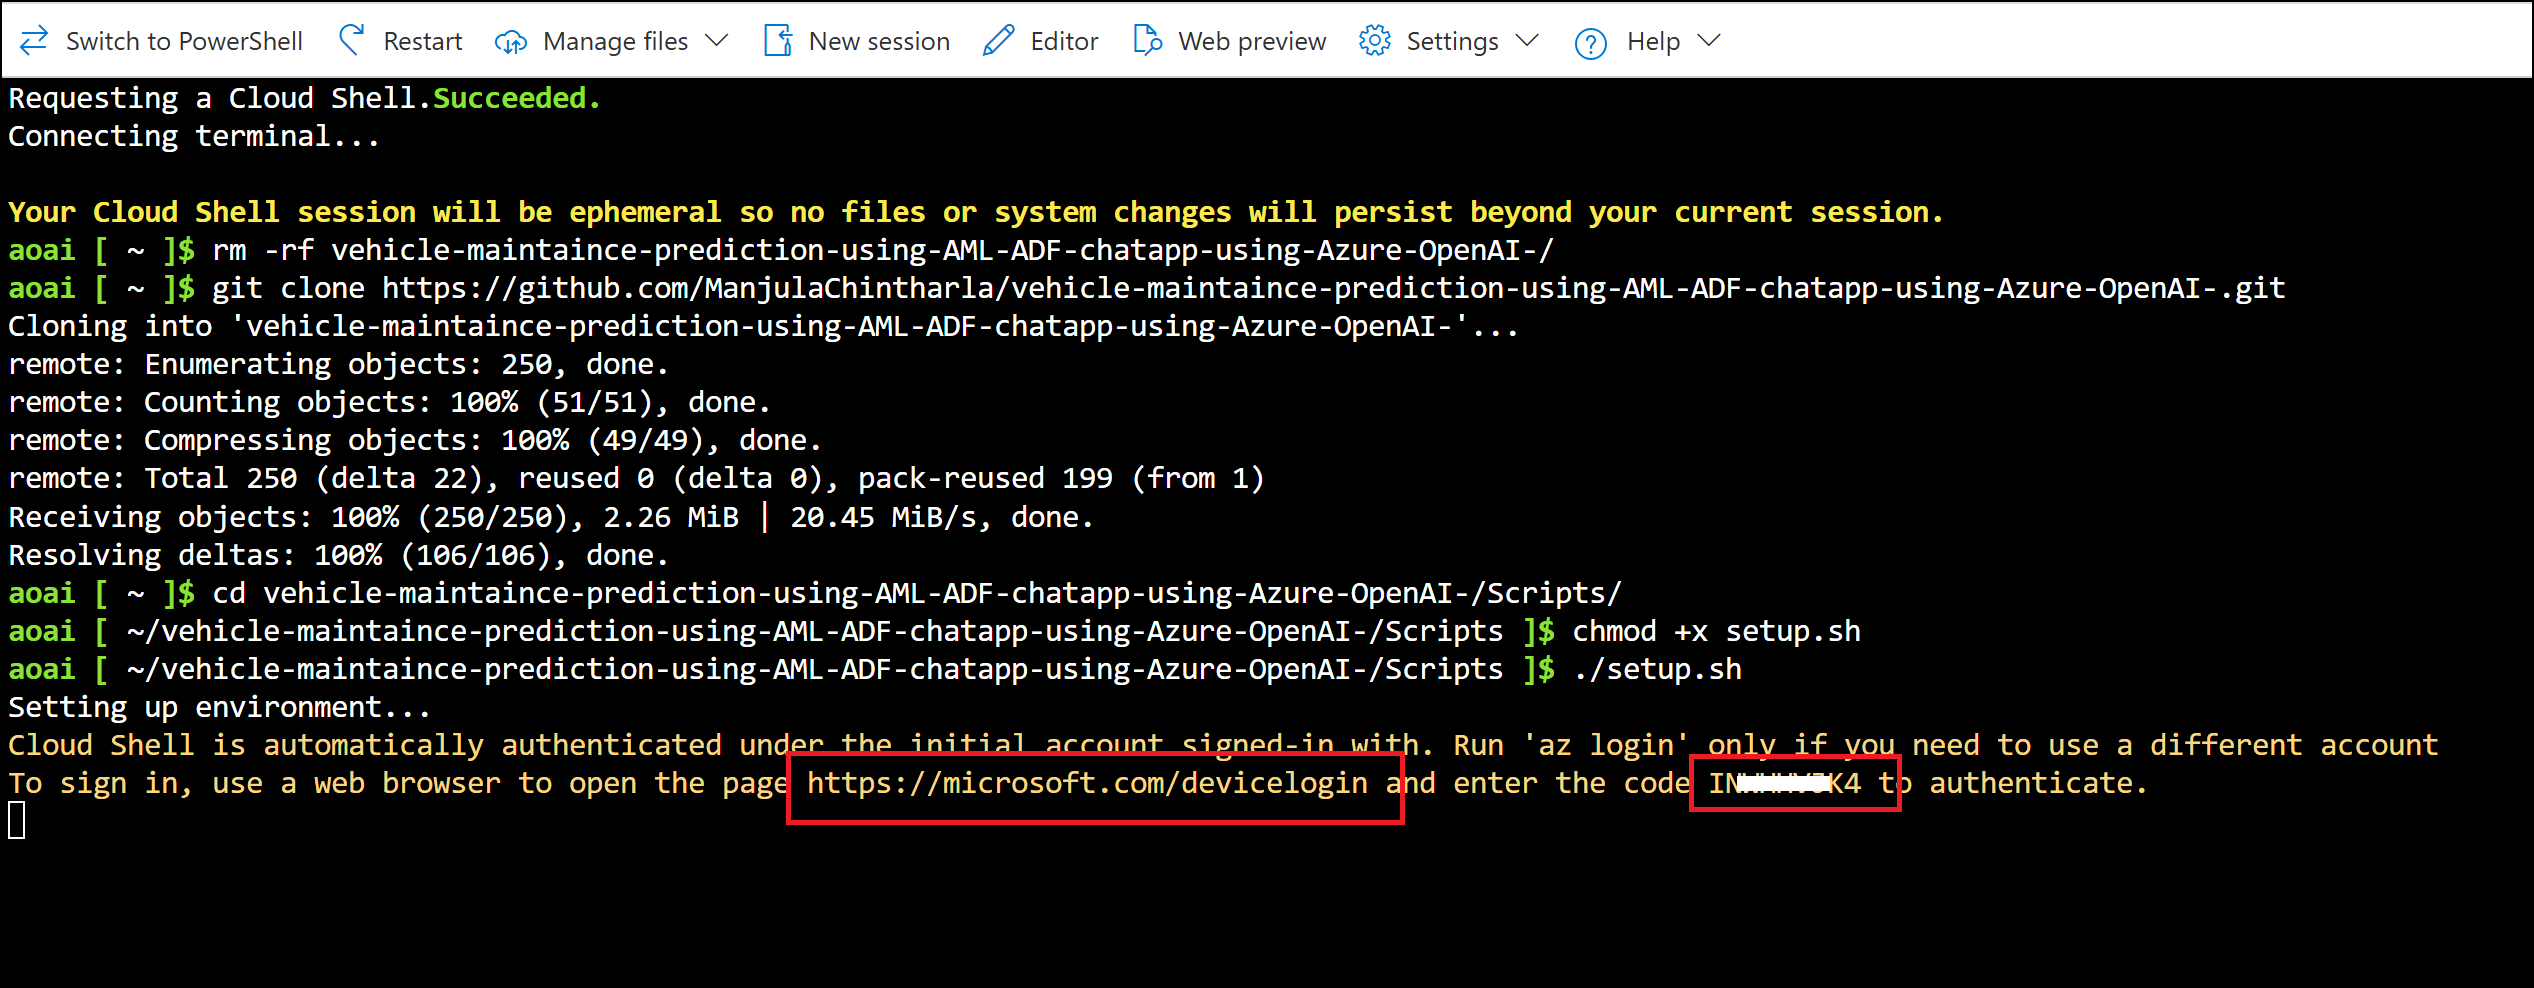 Switch to PowerShell Restart Manage files New session Editor Web preview Settings Help
Requesting a Cloud Shell.Succeeded.
Connecting terminal...
Your Cloud Shell session will be ephemeral so no files or system changes will persist beyond your current session.
aoai [ ~ ]$ rm -rf vehicle-maintaince-prediction-using-AML-ADF-chatapp-using-Azure-OpenAI-/
aoai [ ~ ]$ git clone https://github.com/ManjulaChintharla/vehicle-maintaince-prediction-using-AML-ADF-chatapp-using-Azure-OpenAI-.git
Cloning into 'vehicle-maintaince-prediction-using-AML-ADF-chatapp-using-Azure-OpenAI-'...
remote: Enumerating objects: 250, done.
remote: Counting objects: 100% (51/51), done.
remote: Compressing objects: 100% (49/49), done.
remote: Total 250 (delta 22), reused 0 (delta 0), pack-reused 199 (from 1)
Receiving objects: 100% (250/250), 2.26 MiB | 20.45 MiB/s, done.
Resolving deltas: 100% (106/106), done.
aoai [ ~ ]$ cd vehicle-maintaince-prediction-using-AML-ADF-chatapp-using-Azure-OpenAI-/Scripts/
aoai [ ~/vehicle-maintaince-prediction-using-AML-ADF-chatapp-using-Azure-OpenAI-/Scripts ]$ chmod +x setup.sh
aoai [ ~/vehicle-maintaince-prediction-using-AML-ADF-chatapp-using-Azure-OpenAI-/Scripts ]$ ./setup.sh
Setting up environment...
Cloud Shell is automatically authenticated under the initial account signed-in with. Run 'az login' only if you need to use a different account
To sign in, use a web browser to open the page https://microsoft.com/devicelogin and enter the code to authenticate.